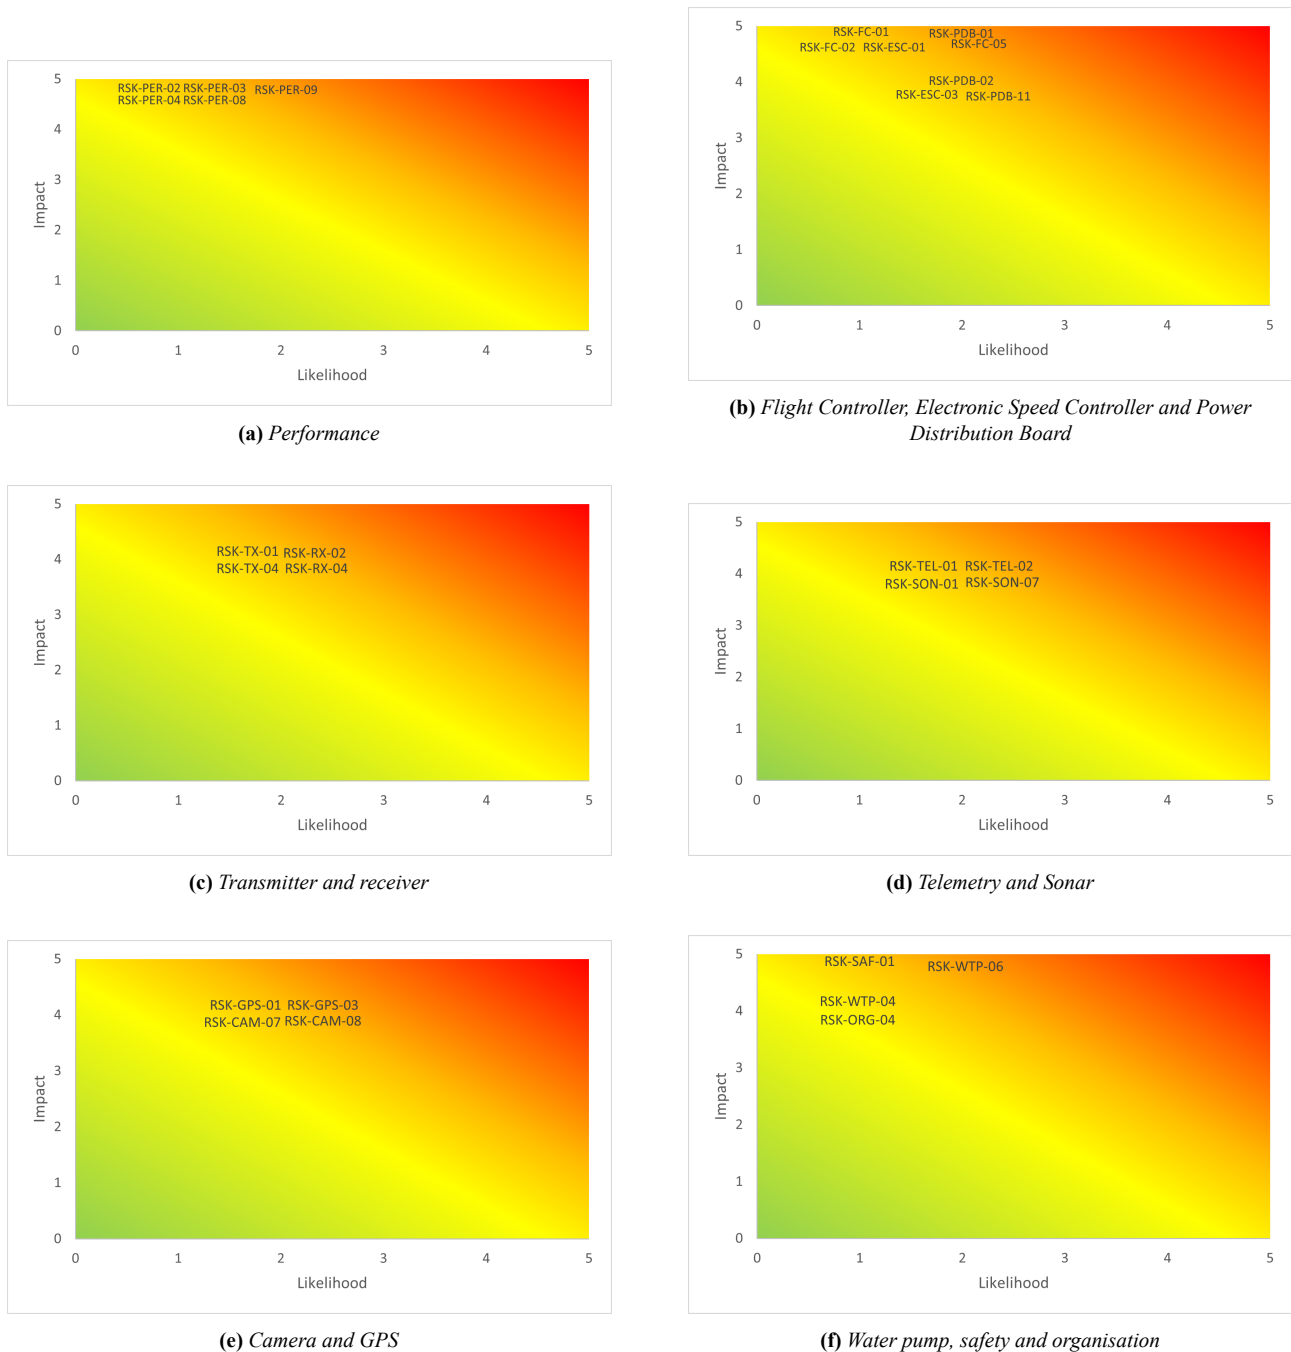 5
4
3
2
1
0
Impact
RSK-PER-02 RSK-PER-03 RSK-PER-09
RSK-PER-04 RSK-PER-08
0 1 2 3 4 5
Likelihood
(a) Performance
5
4
3
2
1
0
Impact
RSK-FC-01 RSK-PDB-01
RSK-FC-02 RSK-ESC-01 RSK-FC-05
RSK-PDB-02
RSK-ESC-03 RSK-PDB-11
0 1 2 3 4 5
Likelihood
(b) Flight Controller, Electronic Speed Controller and Power
Distribution Board
5
4
3
2
1
0
Impact
RSK-TX-01 RSK-RX-02
RSK-TX-04 RSK-RX-04
0 1 2 3 4 5
Likelihood
(c) Transmitter and receiver
5
4
3
2
1
0
Impact
RSK-TEL-01 RSK-TEL-02
RSK-SON-01 RSK-SON-07
0 1 2 3 4 5
Likelihood
(d) Telemetry and Sonar
5
4
3
2
1
0
Impact
RSK-GPS-01 RSK-GPS-03
RSK-CAM-07 RSK-CAM-08
0 1 2 3 4 5
Likelihood
(e) Camera and GPS
5
4
3
2
1
0
Impact
RSK-SAF-01 RSK-WTP-06
RSK-WTP-04
RSK-ORG-04
0 1 2 3 4 5
Likelihood
(f) Water pump, safety and organisation